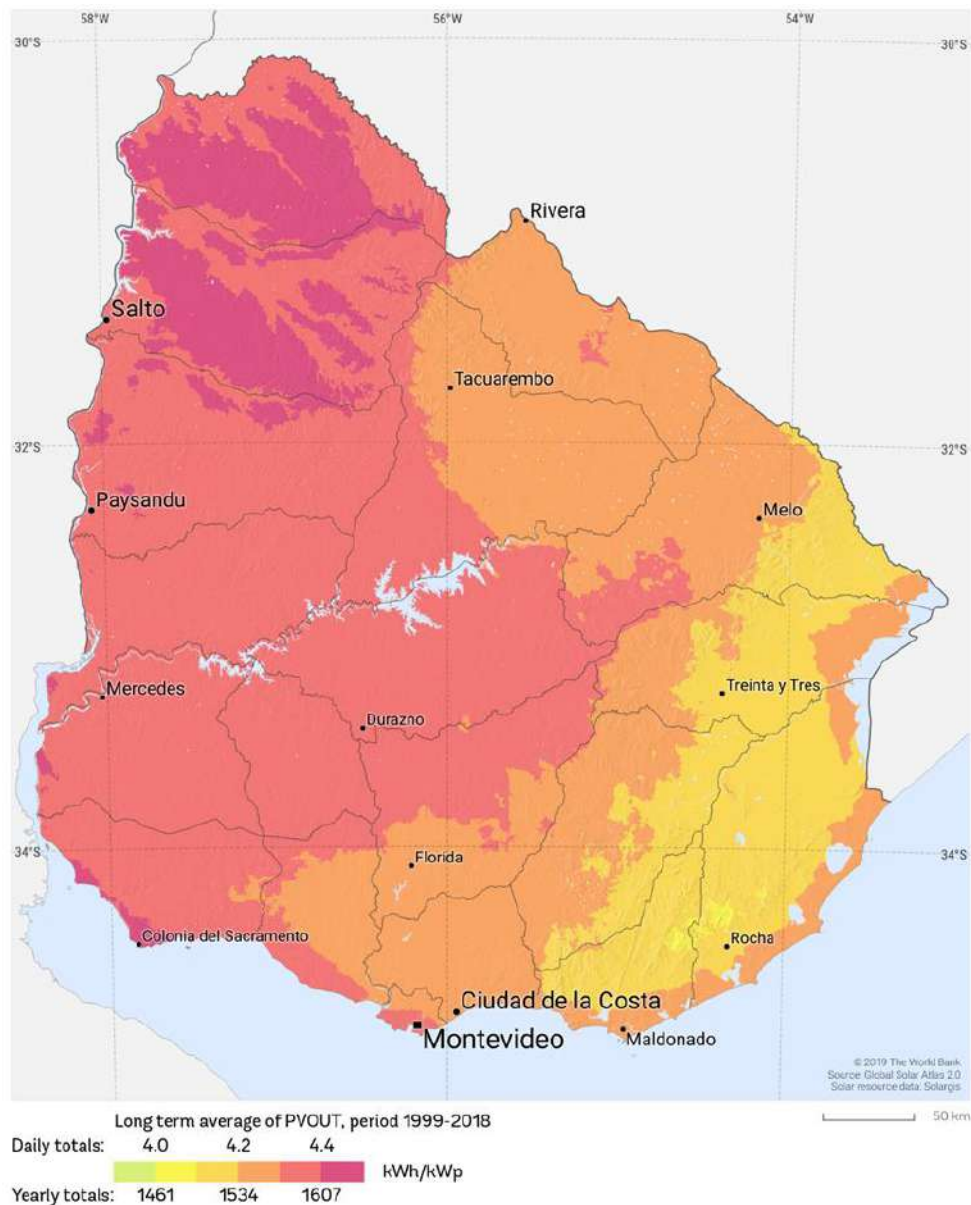 58°W 56°W 54°W
30°S 30°S
Rivera
Salto
Tacuarembo
32°S 32°S
Paysandu
Melo
Mercedes
Treinta y Tres
Durazno
34°S 34°S
Florida
Colonia del Sacramento
Rocha
Ciudad de la Costa
Montevideo
Maldonado
© 2019 The World Bank
Source: Global Solar Atlas 2.0
Solar resource data: Solargis
Long term average of PVOUT, period 1999-2018
50 km
Daily totals: 4.0 4.2 4.4
kWh/kWp
Yearly totals: 1461 1534 1607